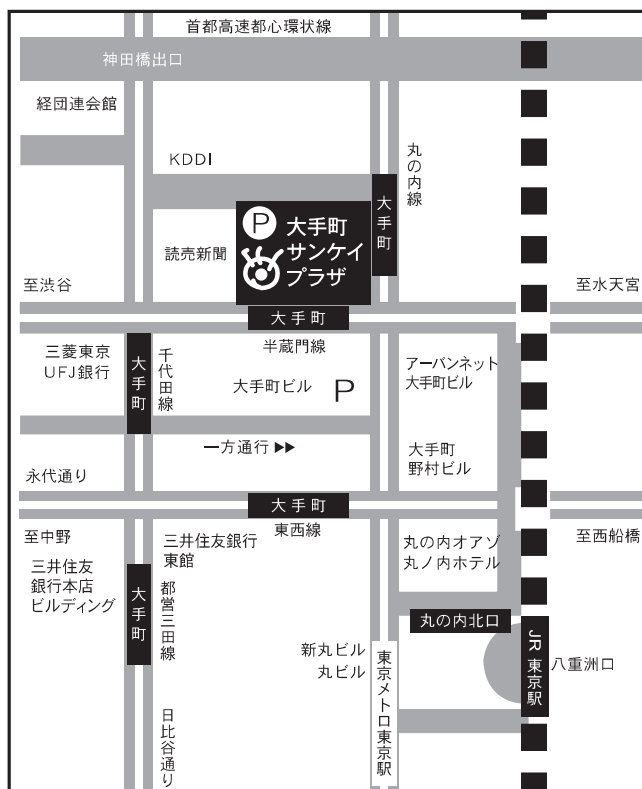 首都高速都心環状線
神田橋出口
経団連会館
KDDI
丸の内線
大手町
P
大手町
サンケイ
プラザ
読売新聞
至渋谷
至水天宮
大手町
半蔵門線
三菱東京
UFJ銀行
大手町
千代田線
大手町ビル
P
アーバンネット
大手町ビル
一方通行 ▶▶
大手町
野村ビル
永代通り
大手町
東西線
至中野
至西船橋
三井住友銀行
東館
丸の内オアゾ
丸ノ内ホテル
三井住友
銀行本店
ビルディング
大手町
都営三田線
丸の内北口
新丸ビル
丸ビル
東京メトロ東京駅
JR 東京駅
八重洲口
日比谷通り